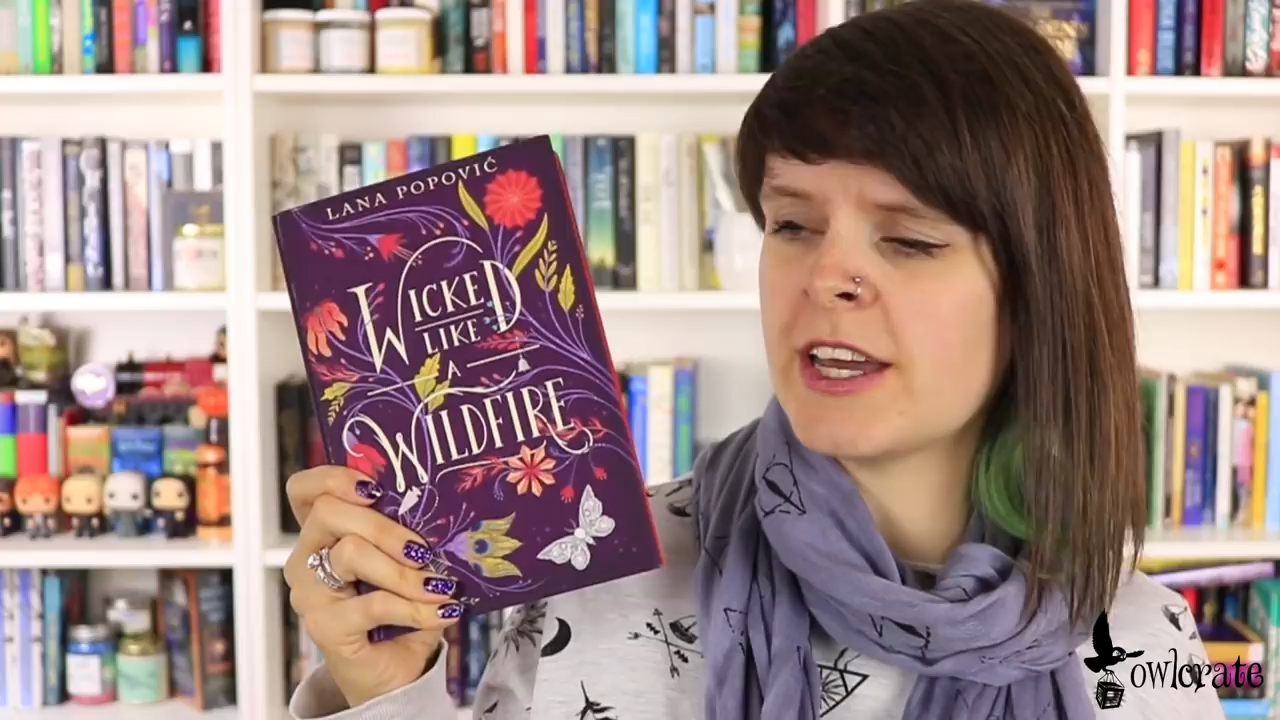 LANA POPOVIĆ
WICKED
LIKE
A
WILDFIRE
owlcrate